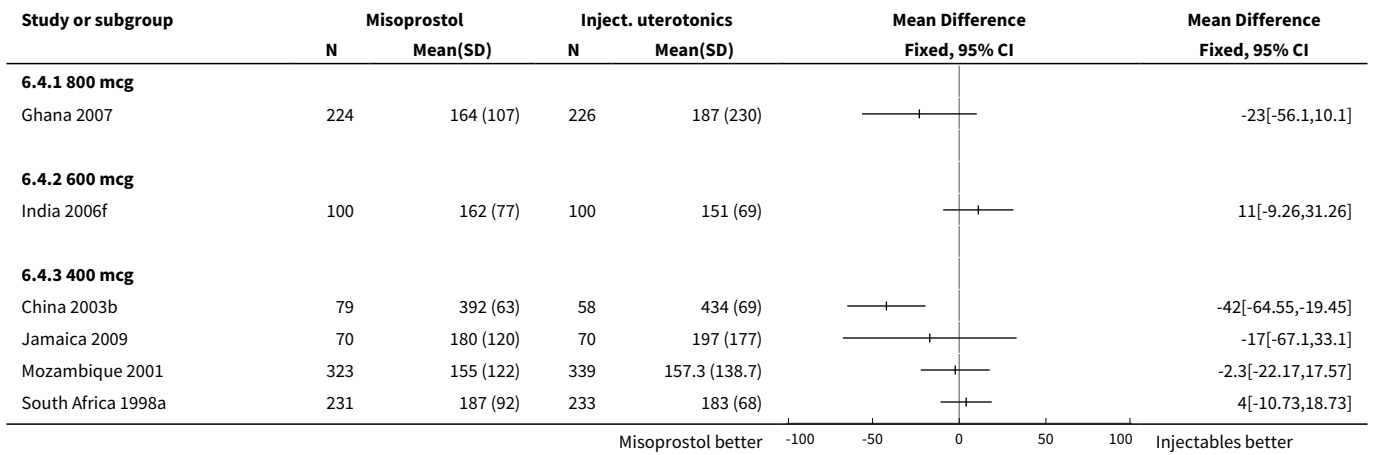 Study or subgroup Misoprostol Inject. uterotonics Mean Difference Mean Difference
N Mean(SD) N Mean(SD) Fixed, 95% CI Fixed, 95% CI
6.4.1 800 mcg
Ghana 2007 224 164 (107) 226 187 (230) -23[-56.1,10.1]
6.4.2 600 mcg
India 2006f 100 162 (77) 100 151 (69) 11[-9.26,31.26]
6.4.3 400 mcg
China 2003b 79 392 (63) 58 434 (69) -42[-64.55,-19.45]
Jamaica 2009 70 180 (120) 70 197 (177) -17[-67.1,33.1]
Mozambique 2001 323 155 (122) 339 157.3 (138.7) -2.3[-22.17,17.57]
South Africa 1998a 231 187 (92) 233 183 (68) 4[-10.73,18.73]
Misoprostol better -100 -50 0 50 100 Injectables better